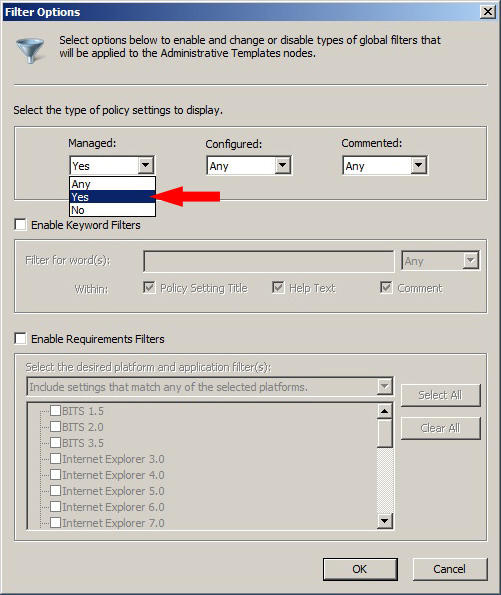 Filter Options
Select options below to enable and change or disable types of global filters that
will be applied to the Administrative Templates nodes.
Select the type of policy settings to display.
Managed: Configured: Commented:
Yes Any Any
Any
Yes
No
Enable Keyword Filters
Filter for word(s): Any
Within: Policy Setting Title Help Text Comment
Enable Requirements Filters
Select the desired platform and application filter(s):
Include settings that match any of the selected platforms. Select All
BITS 1.5
BITS 2.0 Clear All
BITS 3.5
Internet Explorer 3.0
Internet Explorer 4.0
Internet Explorer 5.0
Internet Explorer 6.0
Internet Explorer 7.0
OK Cancel